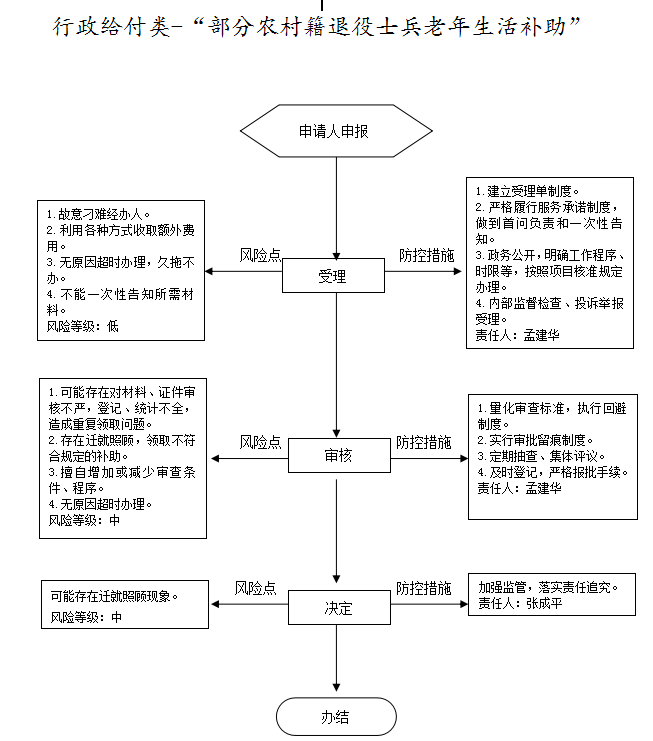 行政给付类-“部分农村籍退役士兵老年生活补助”
申请人申报
1.故意刁难经办人。
2.利用各种方式收取额外费
用。
3.无原因超时办理，久拖不
办。
4.不能一次性告知所需材
料。
风险等级：低
风险点
受理
防控措施
1.建立受理单制度。
2.严格履行服务承诺制度，
做到首问负责和一次性告
知。
3.政务公开，明确工作程序、
时限等，按照项目核准规定
办理。
4.内部监督检查、投诉举报
受理。
责任人：孟建华
1.可能存在对材料、证件审
核不严，登记、统计不全，
造成重复领取问题。
2.存在迁就照顾，领取不符
合规定的补助。
3.擅自增加或减少审查条
件、程序。
4.无原因超时办理。
风险等级：中
风险点
审核
防控措施
1.量化审查标准，执行回避
制度。
2.实行审批留痕制度。
3.定期抽查、集体评议。
4.及时登记，严格报批手续。
责任人：孟建华
可能存在迁就照顾现象。
风险等级：中
风险点
决定
防控措施
加强监管，落实责任追究。
责任人：张成平
办结